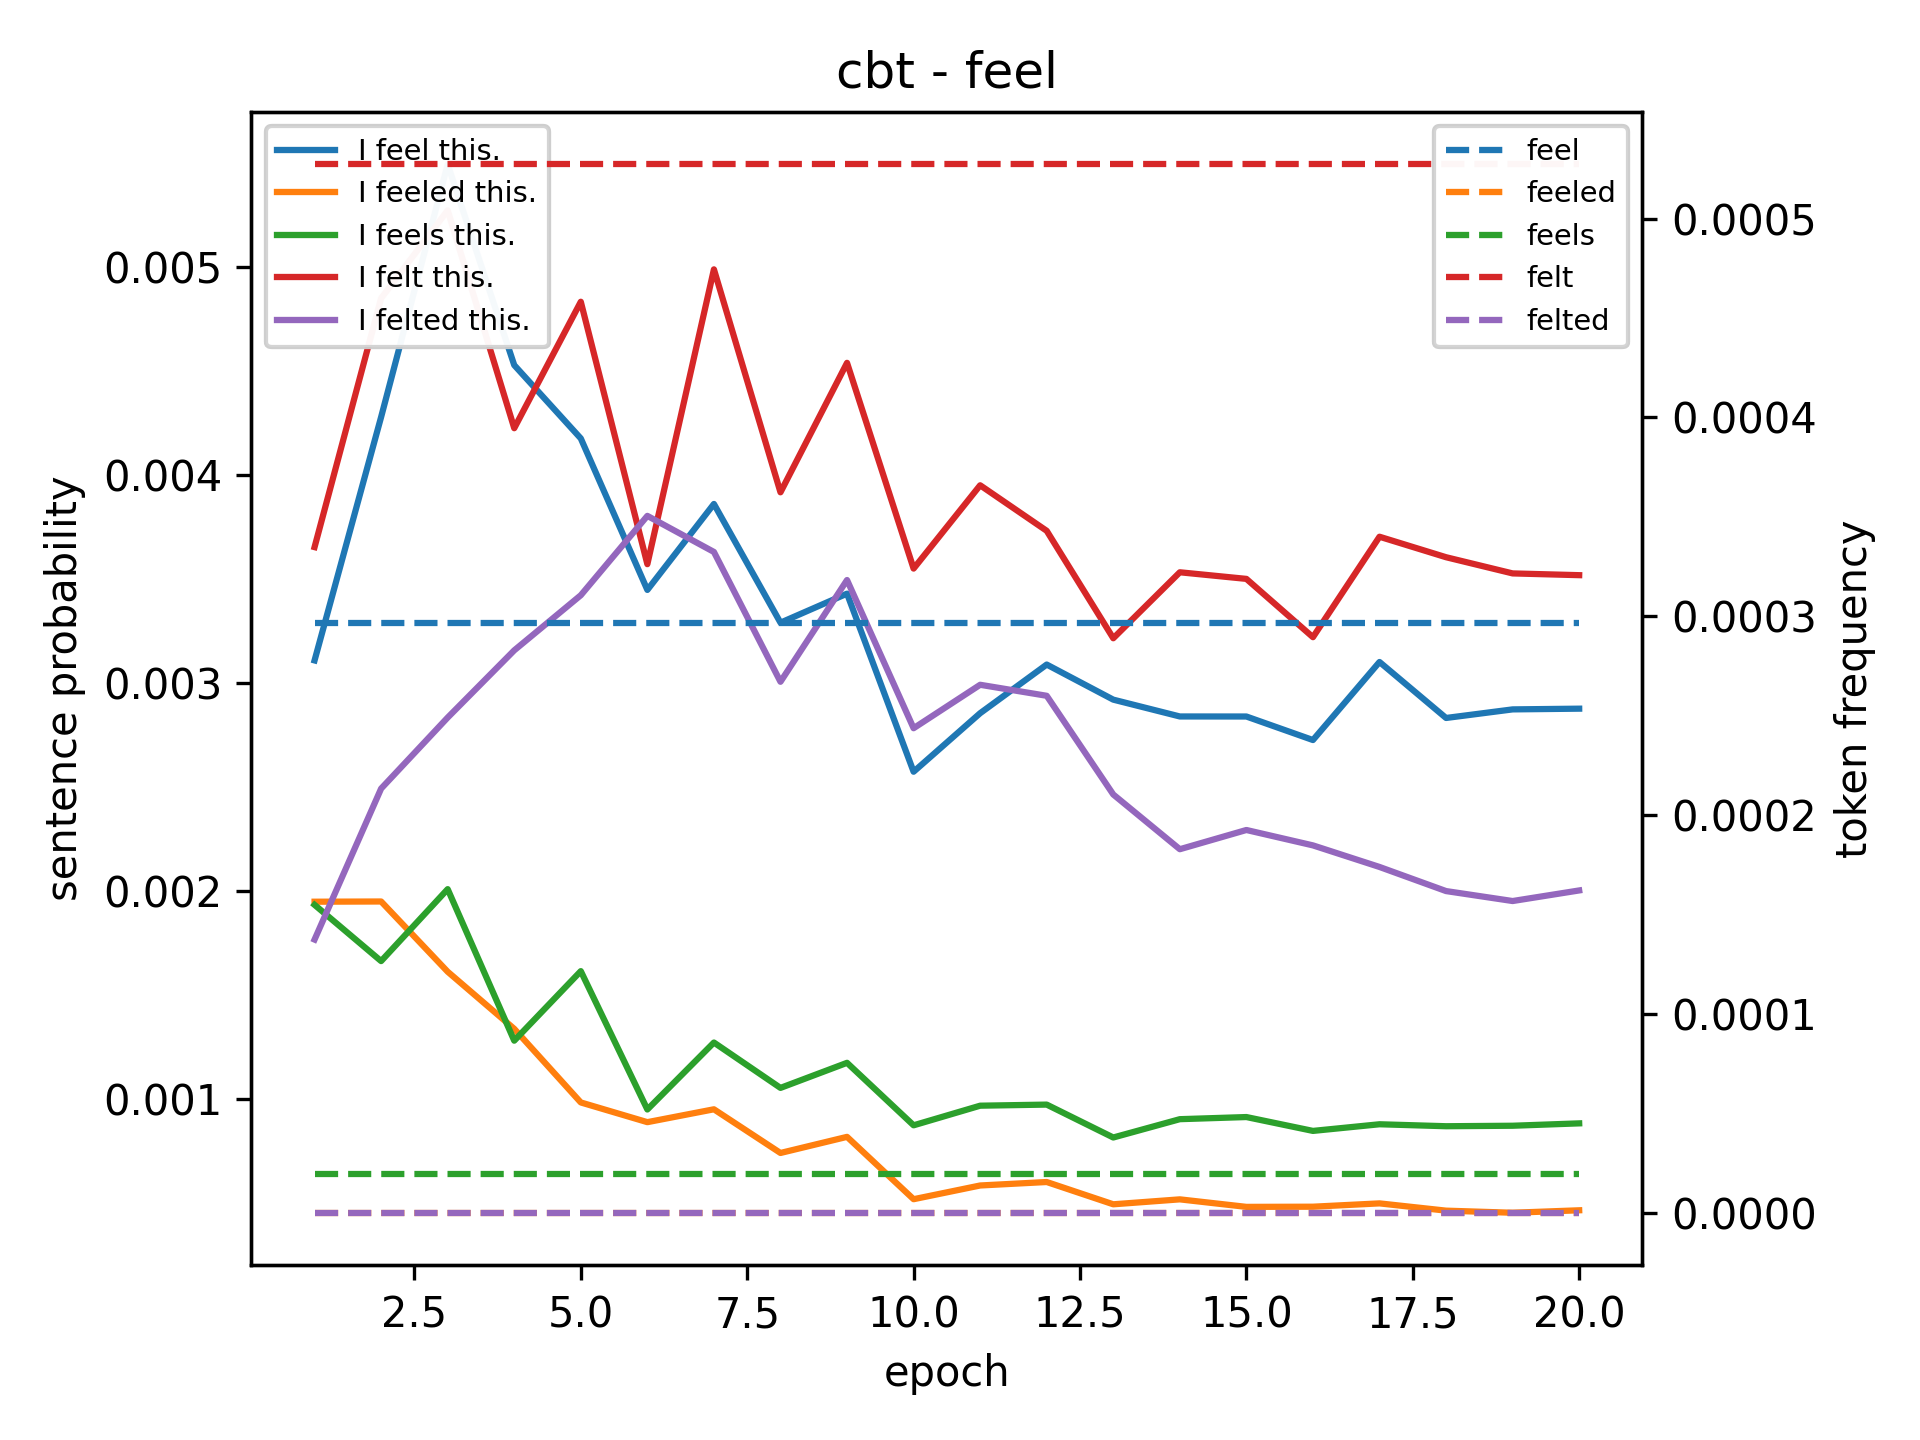 cbt - feel
I feel this.
I feeled this.
I feels this.
I felt this.
I felted this.
feel
feeled
feels
felt
felted
0.005
0.004
0.003
0.002
0.001
sentence probability
0.0005
0.0004
0.0003
0.0002
0.0001
0.0000
token frequency
2.5 5.0 7.5 10.0 12.5 15.0 17.5 20.0
epoch